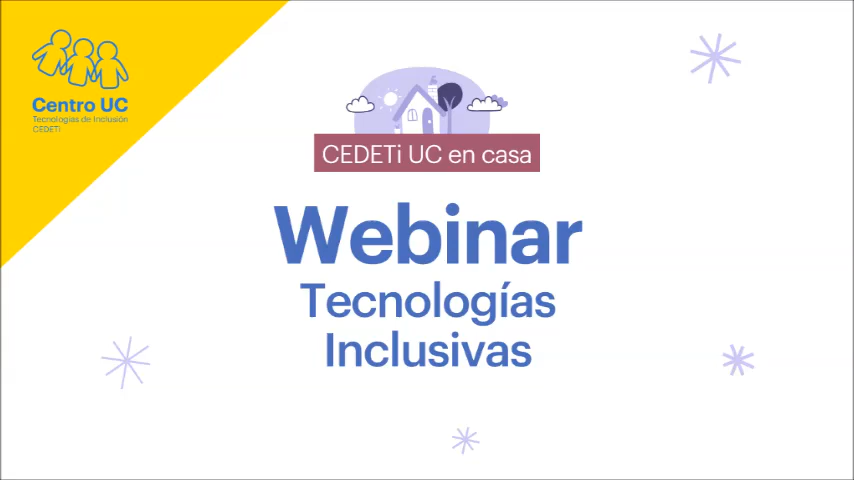 Centro UC
Tecnologías de Inclusión
CEDETi
CEDETi UC en casa
Webinar
Tecnologías
Inclusivas